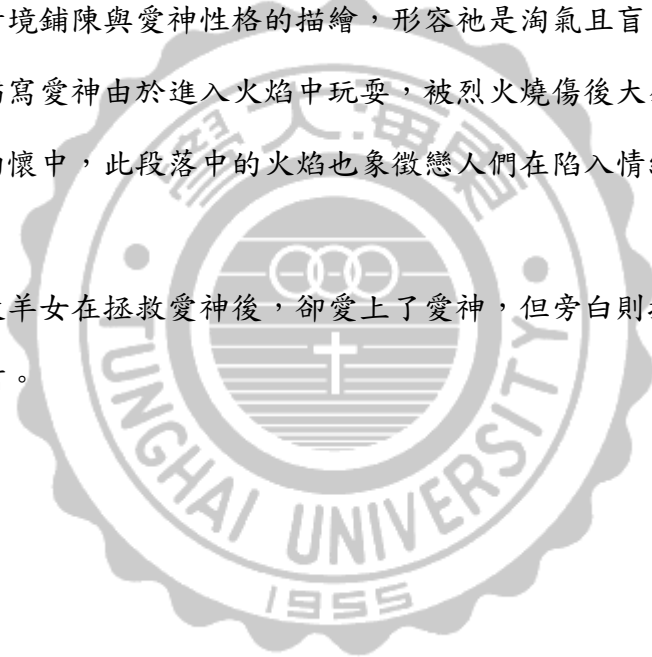 境鋪陳與愛神性格的描繪，形容祂是淘氣且盲
寫愛神由於進入火焰中玩耍，被烈火燒傷後大
懷中，此段落中的火焰也象徵戀人們在陷入情
羊女在拯救愛神後，卻愛上了愛神，但旁白則
。
東海大學
TUNGHAI UNIVERSITY
1955